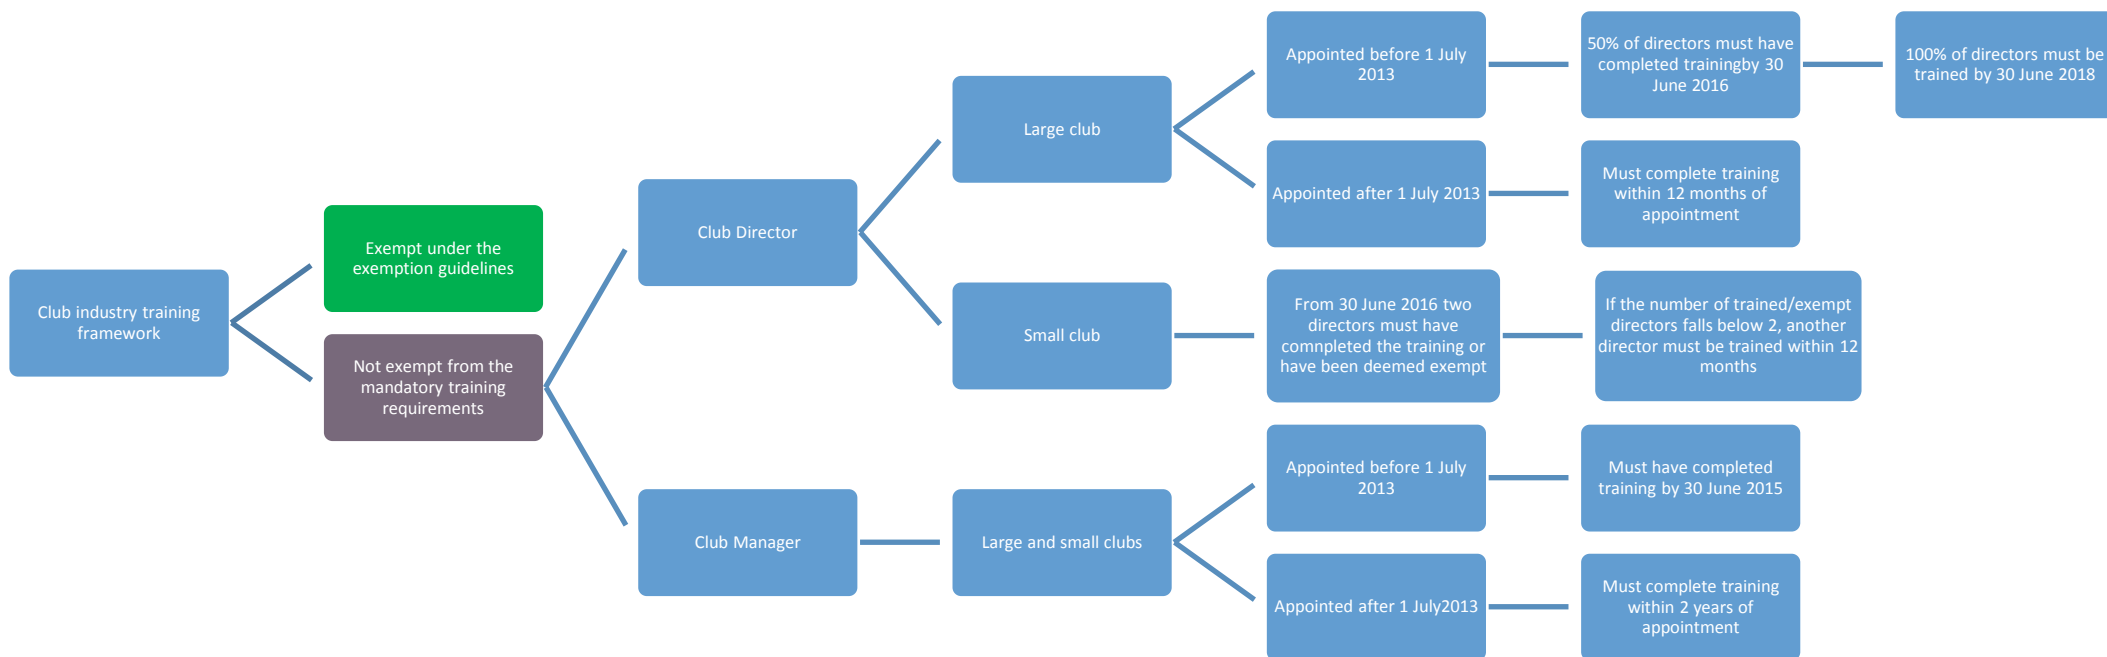 Club industry training
framework
Exempt under the
exemption guidelines
Not exempt from the
mandatory training
requirements
Club Director
Large club
Appointed before 1 July
2013
50% of directors must have
completed trainingby 30
June 2016
100% of directors must be
trained by 30 June 2018
Appointed after 1 July 2013
Must complete training
within 12 months of
appointment
Small club
From 30 June 2016 two
directors must have
comnpleted the training or
have been deemed exempt
If the number of trained/exempt
directors falls below 2, another
director must be trained within 12
months
Club Manager
Large and small clubs
Appointed before 1 July
2013
Must have completed
training by 30 June 2015
Appointed after 1 July2013
Must complete training
within 2 years of
appointment